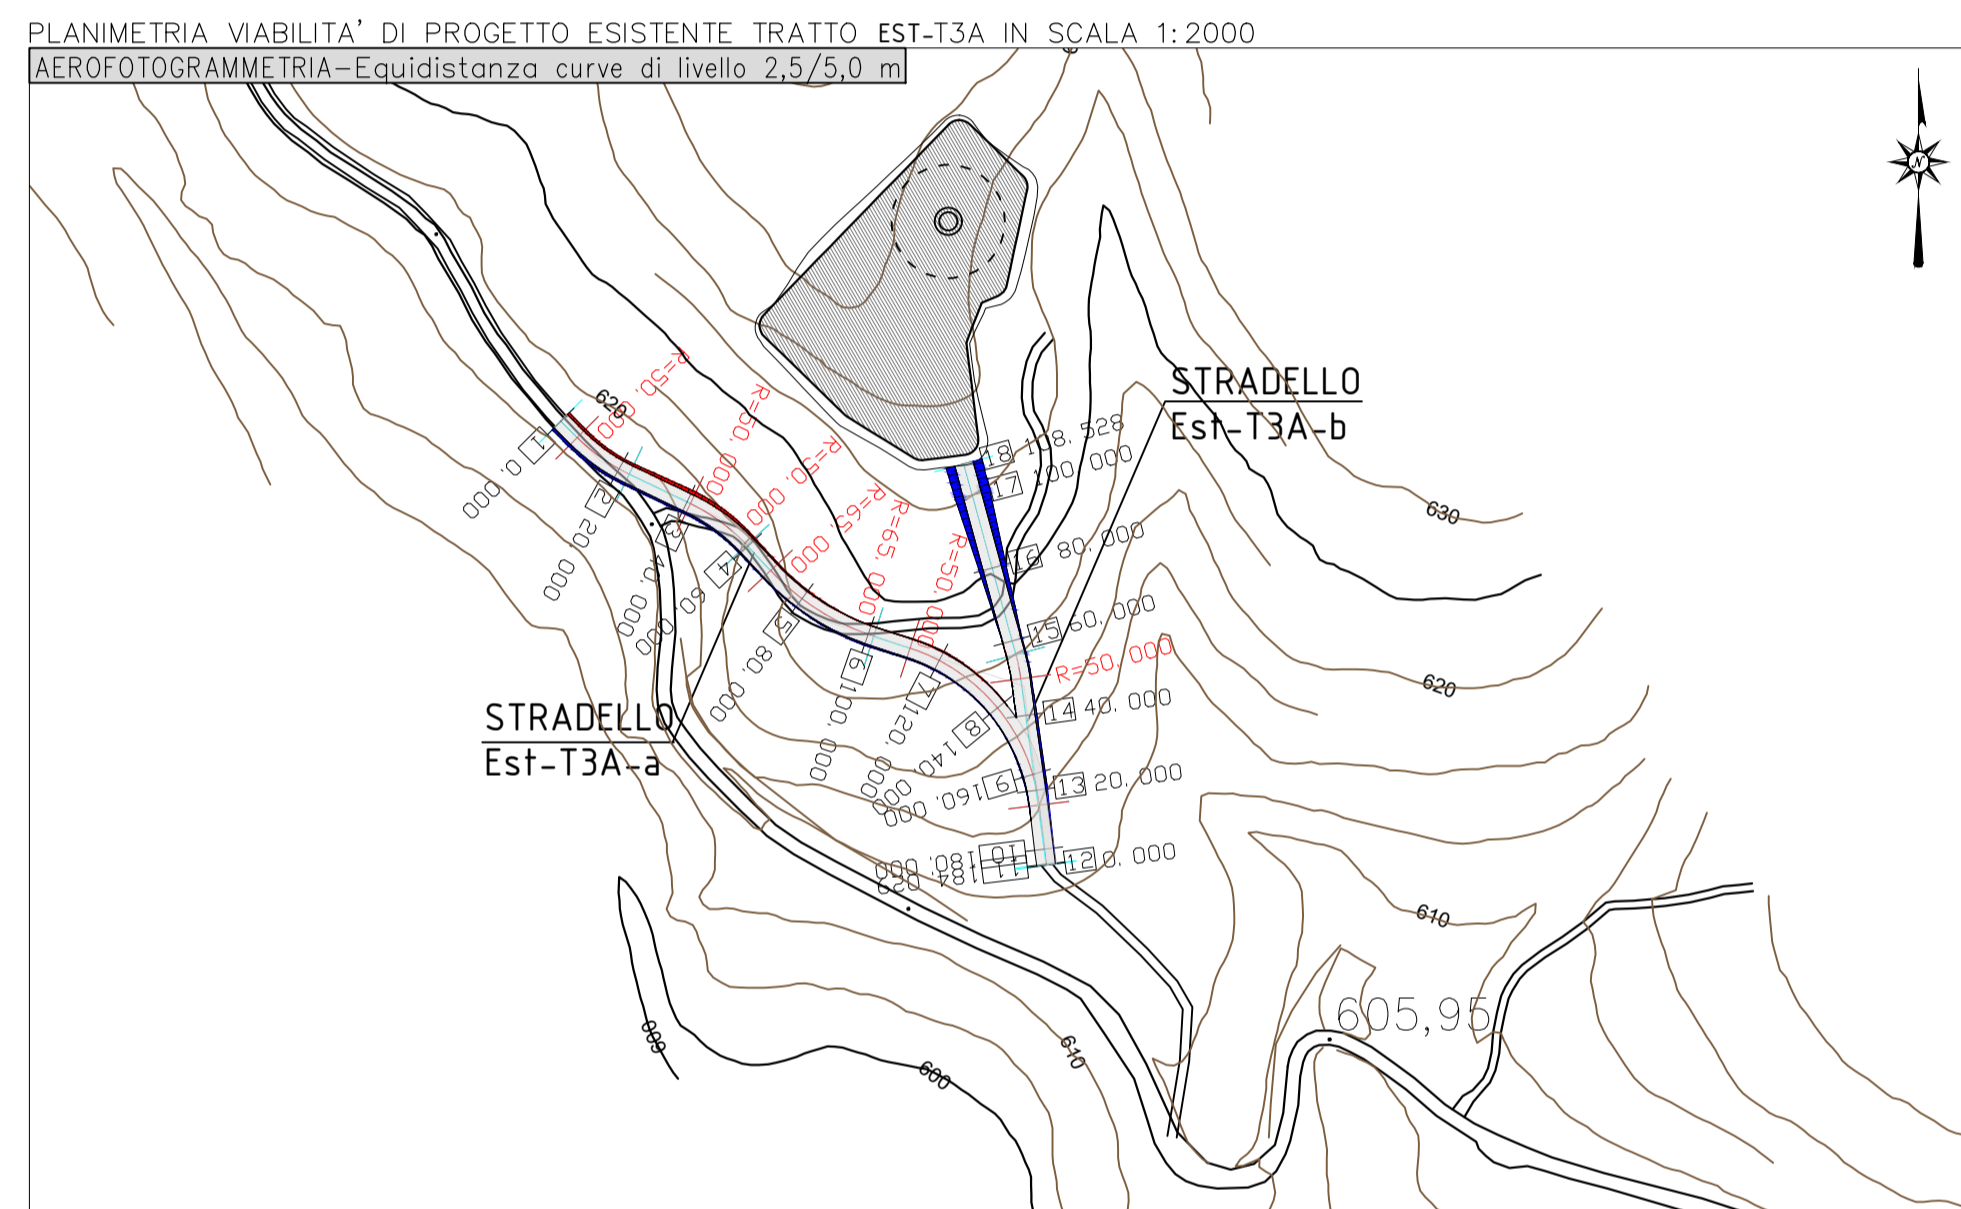 PLANIMETRIA VIABILITA' DI PROGETTO ESISTENTE TRATTO EST-T3A IN SCALA 1:2000
AEROFOTOGRAMMETRIA-Equidistanza curve di livello 2,5/5,0 m
N
STRADELLO
Est-T3A-b
STRADELLO
Est-T3A-a
620
R=50,000
R=50,000
R=50,000
R=65,000
R=65,000
R=50,000
R=50,000
1 0,000
2 20,000
3 40,000
4 60,000
5 80,000
6 100,000
7 120,000
8 140,000
9 160,000
10 180,000
11 184,029
18 118,528
17 100,000
16 80,000
15 60,000
14 40,000
13 20,000
12 0,000
630
620
610
605,95
610
600
600